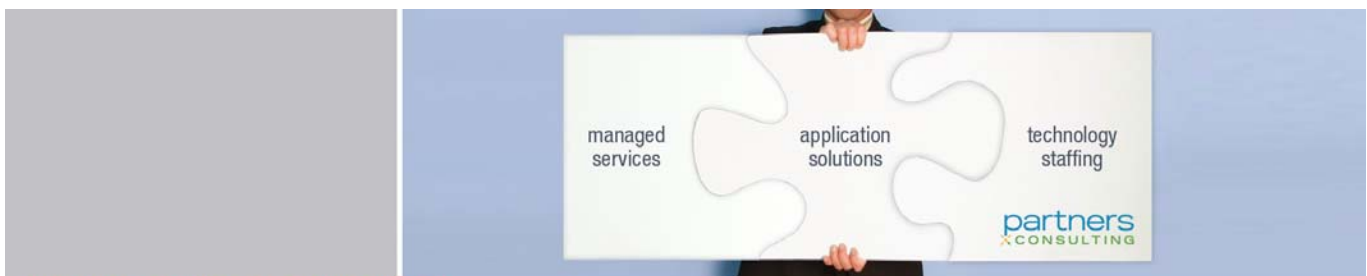 managed
services
application
solutions
technology
staffing
partners
CONSULTING